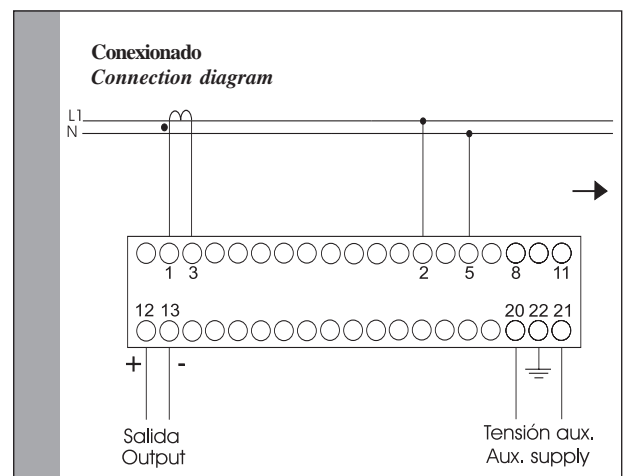 Conexionado
Connection diagram
L1
N
1 3 2 5 8 11
12 13 20 22 21
+ -
Salida Tensión aux.
Output Aux. supply